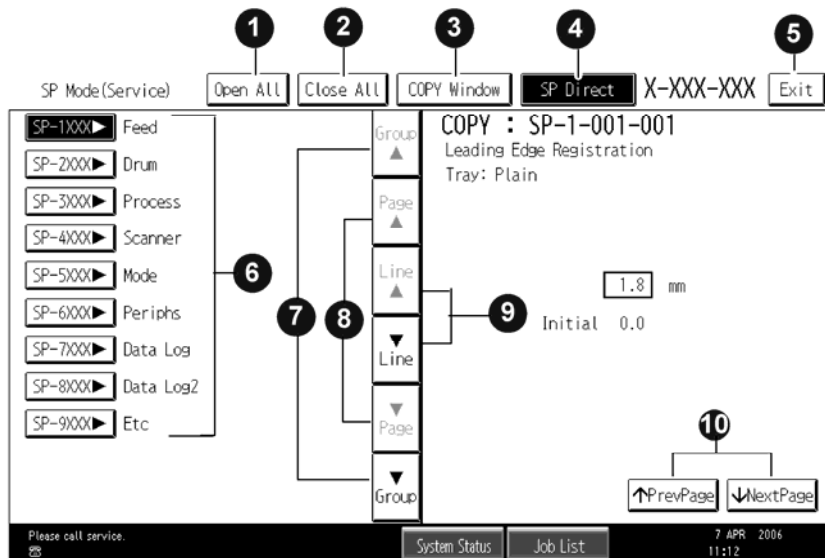 1 2 3 4 5
SP Mode(Service) Open All Close All COPY Window SP Direct X-XXX-XXX Exit
SP-1XXX▶ Feed
SP-2XXX▶ Drum
SP-3XXX▶ Process
SP-4XXX▶ Scanner
SP-5XXX▶ Mode
SP-6XXX▶ Periphs
SP-7XXX▶ Data Log
SP-8XXX▶ Data Log2
SP-9XXX▶ Etc
6
7
8
Group
▲
Page
▲
Line
▲
▼
Line
▼
Page
▼
Group
9
COPY : SP-1-001-001
Leading Edge Registration
Tray: Plain
1.8 mm
Initial 0.0
10
↑PrevPage ↓NextPage
Please call service.
System Status Job List
7 APR 2006
11:12